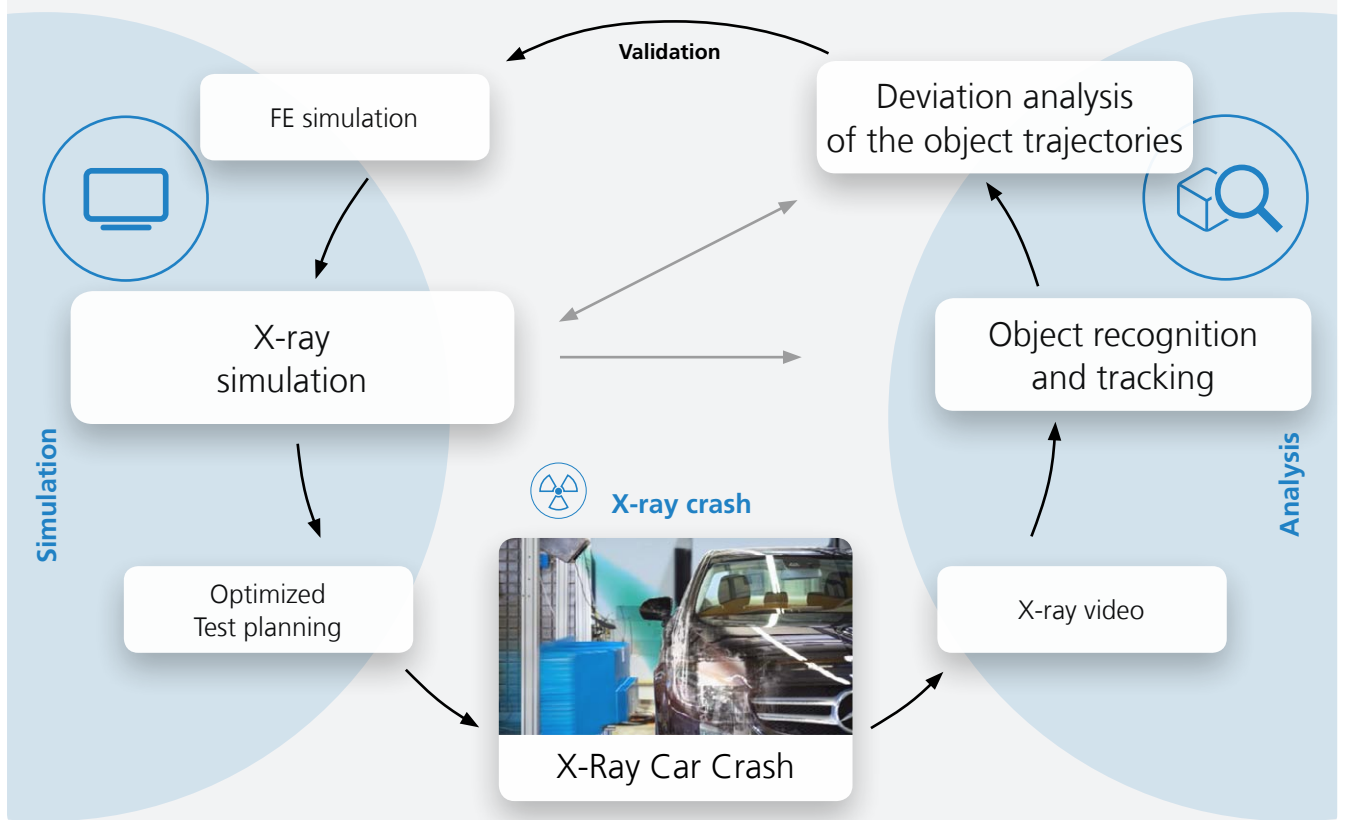 Validation
FE simulation
Deviation analysis
of the object trajectories
X-ray
simulation
Object recognition
and tracking
Simulation
Analysis
X-ray crash
Optimized
Test planning
X-ray video
X-Ray Car Crash